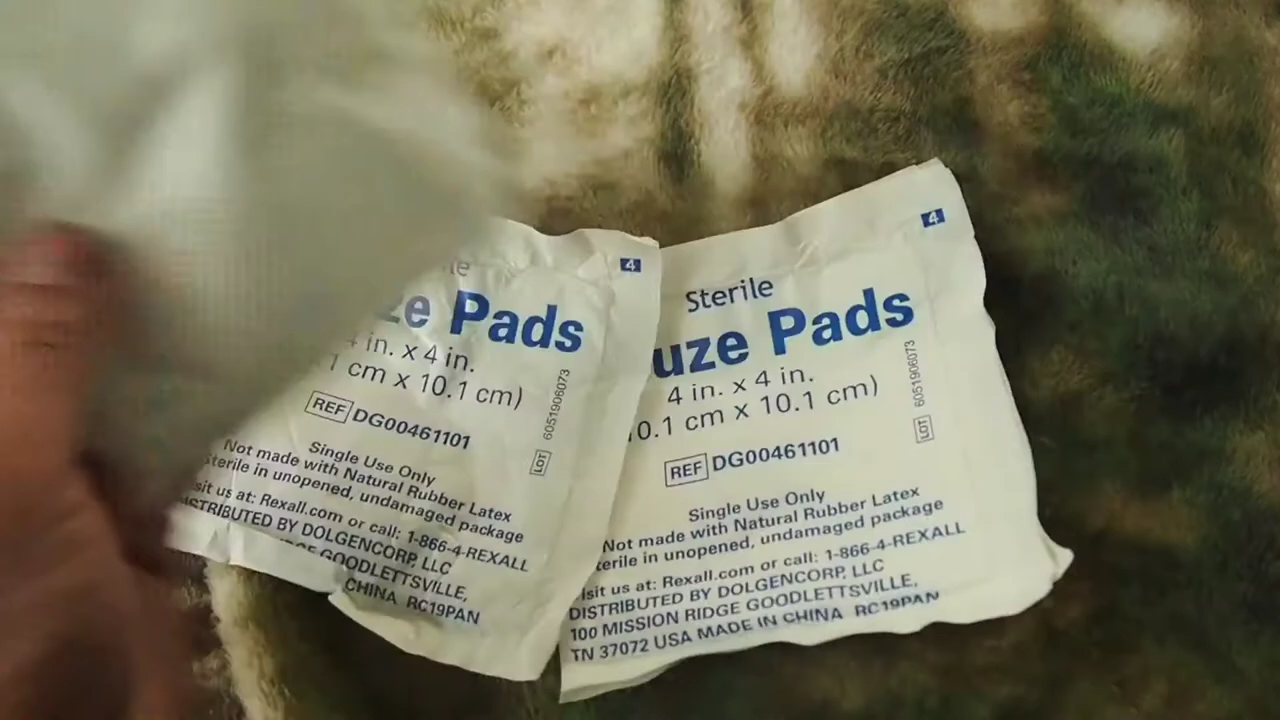 4
ze Pads
in. x 4 in.
cm x 10.1 cm)
REF DG00461101
LOT 6051906073
Single Use Only
Not made with Natural Rubber Latex
terile in unopened, undamaged package
sit us at: Rexall.com or call: 1-866-4-REXALL
STRIBUTED BY DOLGENCORP, LLC
GOODLETTSVILLE,
CHINA RC19PAN
4
Sterile
uze Pads
4 in. x 4 in.
0.1 cm x 10.1 cm)
REF DG00461101
LOT 6051906073
Single Use Only
Not made with Natural Rubber Latex
terile in unopened, undamaged package
isit us at: Rexall.com or call: 1-866-4-REXALL
DISTRIBUTED BY DOLGENCORP, LLC
100 MISSION RIDGE GOODLETTSVILLE,
TN 37072 USA MADE IN CHINA RC19PAN